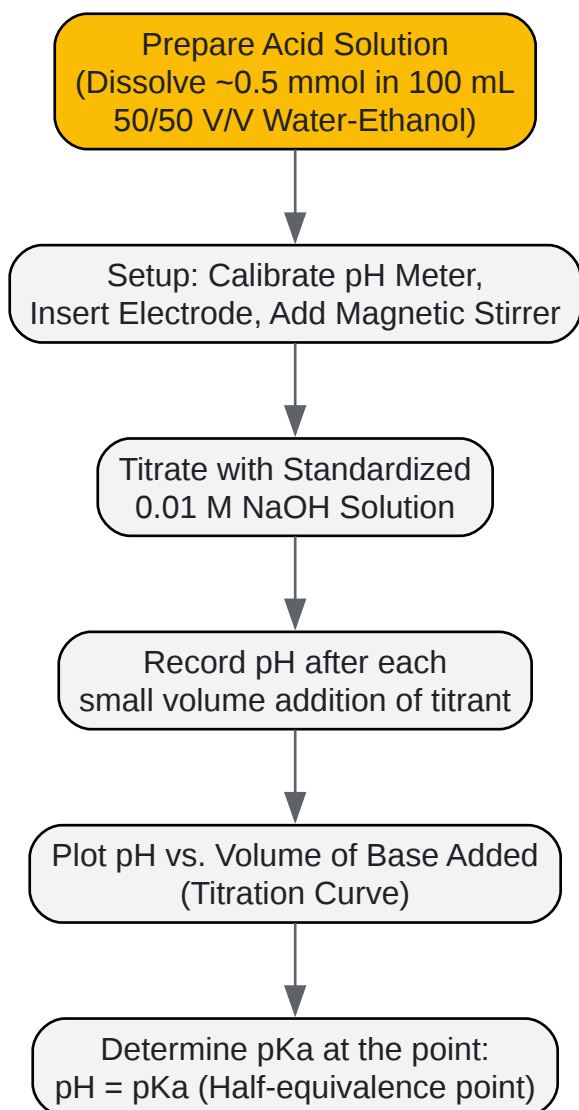 Prepare Acid Solution
(Dissolve ~0.5 mmol in 100 mL
50/50 V/V Water-Ethanol)
Setup: Calibrate pH Meter,
Insert Electrode, Add Magnetic Stirrer
Titrate with Standardized
0.01 M NaOH Solution
Record pH after each
small volume addition of titrant
Plot pH vs. Volume of Base Added
(Titration Curve)
Determine pKa at the point:
pH = pKa (Half-equivalence point)